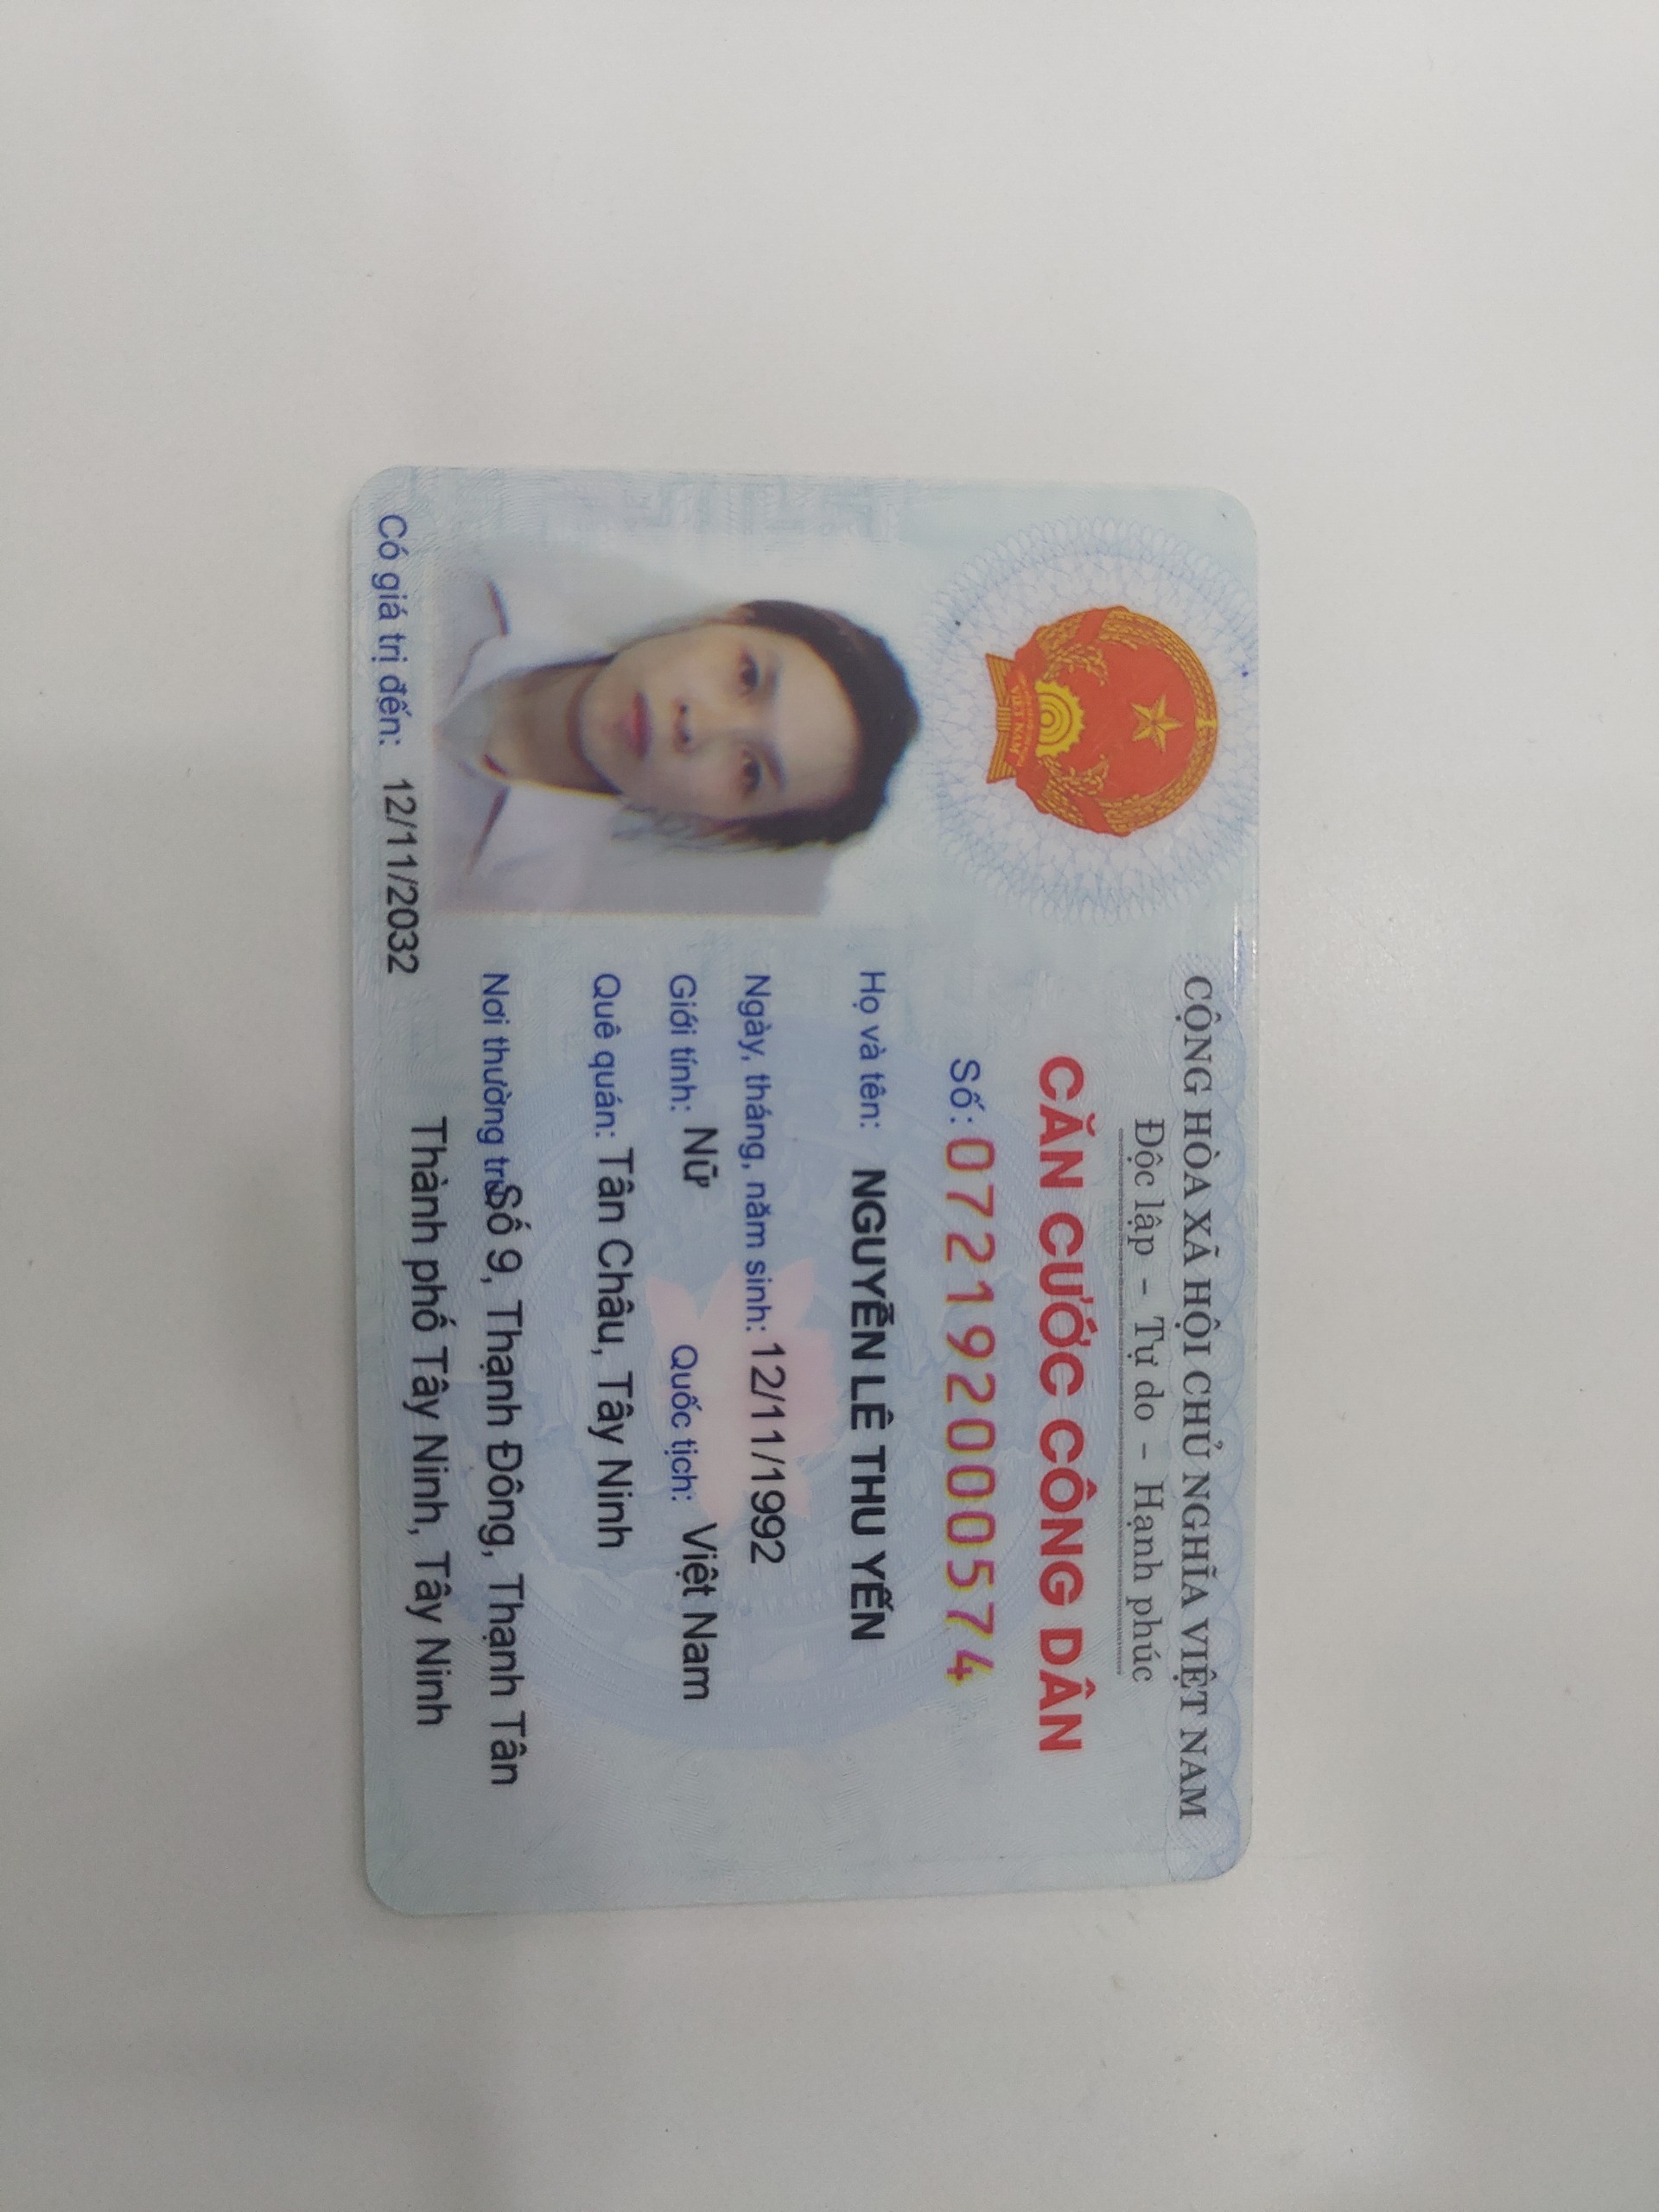 CỘNG HÒA XÃ HỘI CHỦ NGHĨA VIỆT NAM
Độc lập - Tự do - Hạnh phúc
CĂN CƯỚC CÔNG DÂN
Số: 072192000574
Họ và tên: NGUYỄN LÊ THU YẾN
Ngày, tháng, năm sinh: 12/11/1992
Giới tính: Nữ Quốc tịch: Việt Nam
Quê quán: Tân Châu, Tây Ninh
Nơi thường trú: Số 9, Thạnh Đông, Thạnh Tân
Thành phố Tây Ninh, Tây Ninh
Có giá trị đến: 12/11/2032
VIỆT NAM